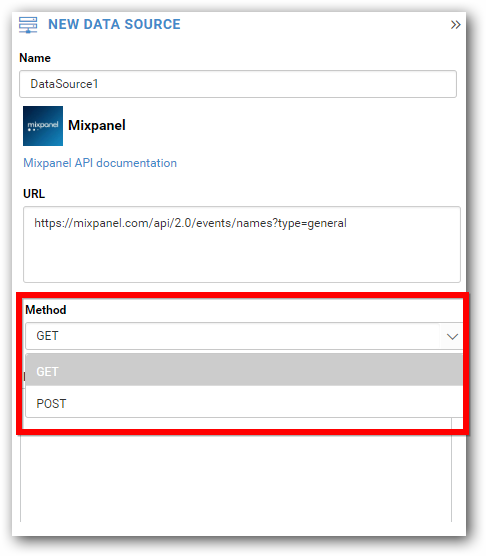 NEW DATA SOURCE
Name
DataSource1
mixpanel
Mixpanel
Mixpanel API documentation
URL
https://mixpanel.com/api/2.0/events/names?type=general
Method
GET
GET
POST